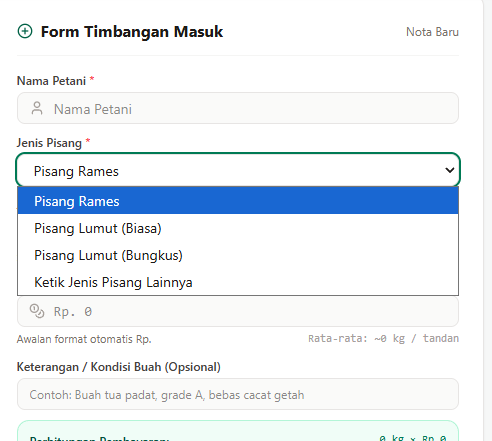 Form Timbangan Masuk
Nota Baru
Nama Petani *
Nama Petani
Jenis Pisang *
Pisang Rames
Pisang Rames
Pisang Lumut (Biasa)
Pisang Lumut (Bungkus)
Ketik Jenis Pisang Lainnya
Rp. 0
Awalan format otomatis Rp.
Rata-rata: ~0 kg / tandan
Keterangan / Kondisi Buah (Opsional)
Contoh: Buah tua padat, grade A, bebas cacat getah
Perhitungan Pembayaran:
0 kg × Rp 0